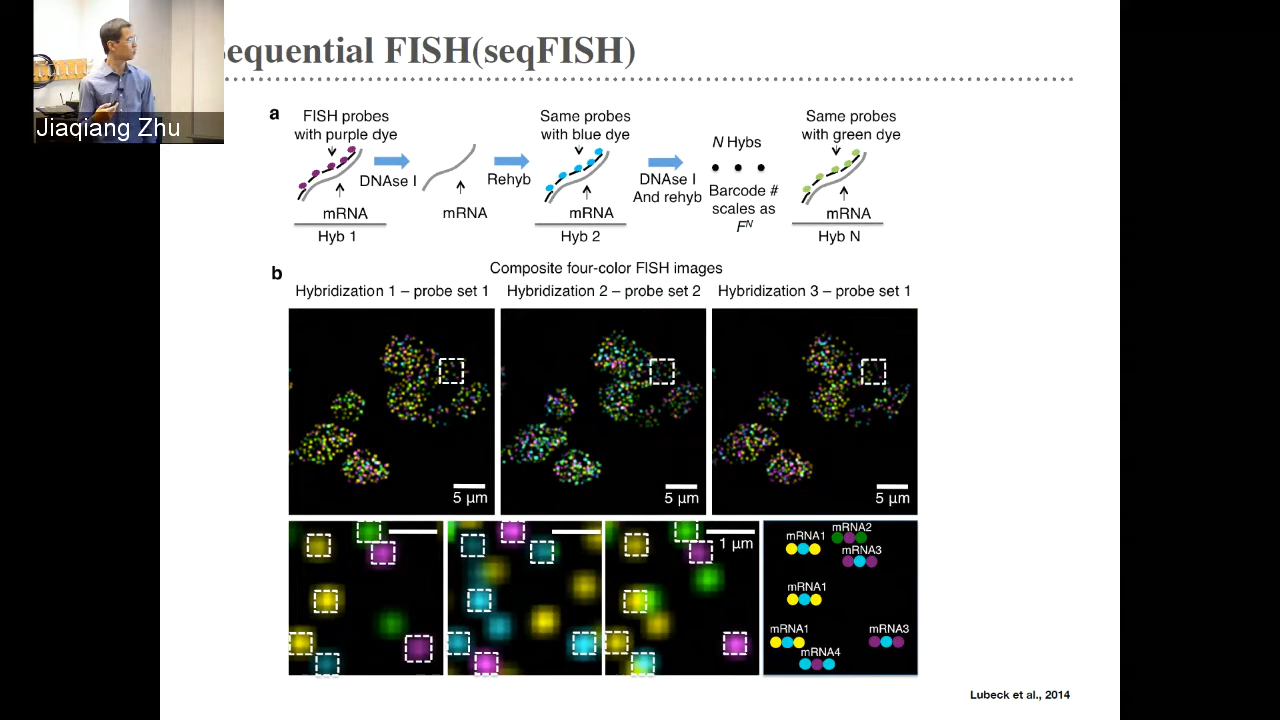 equential FISH(seqFISH)
Jiaqiang Zhu
a
FISH probes
with purple dye
DNAse I
mRNA
Hyb 1
mRNA
Rehyb
Same probes
with blue dye
mRNA
Hyb 2
DNAse I
And rehyb
N Hybs
Barcode #
scales as
F^N
Same probes
with green dye
mRNA
Hyb N
b
Composite four-color FISH images
Hybridization 1 – probe set 1
Hybridization 2 – probe set 2
Hybridization 3 – probe set 1
5 μm
5 μm
5 μm
1 μm
mRNA1
mRNA2
mRNA3
mRNA1
mRNA1
mRNA3
mRNA4
Lubeck et al., 2014